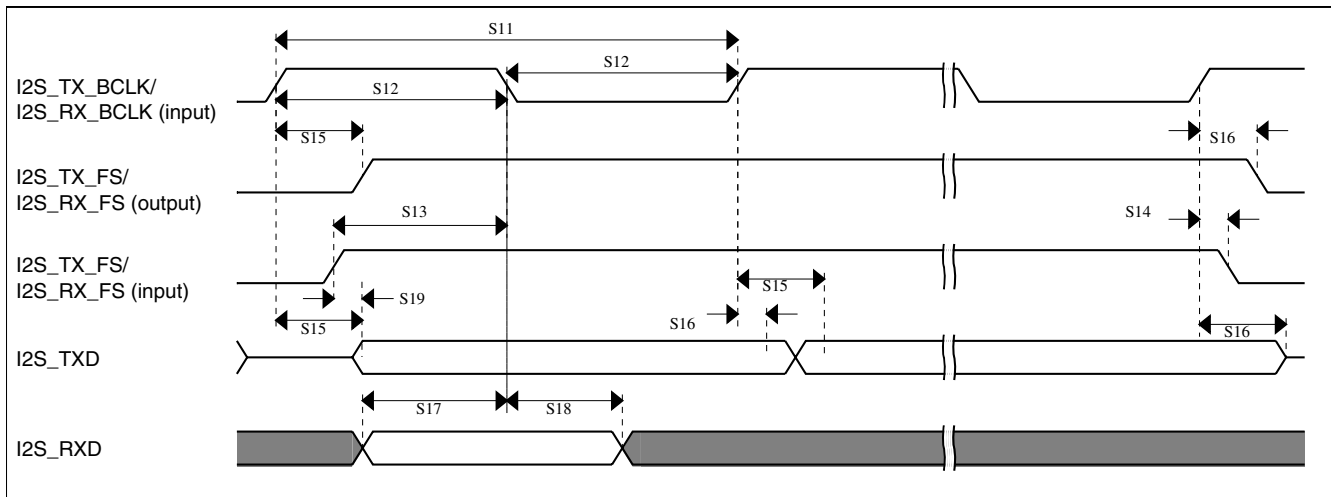 S11
I2S_TX_BCLK/
I2S_RX_BCLK (input)
S12
S12
S15
S16
I2S_TX_FS/
I2S_RX_FS (output)
S13
S14
I2S_TX_FS/
I2S_RX_FS (input)
S15
S19
S15
S16
S16
I2S_TXD
S17
S18
I2S_RXD